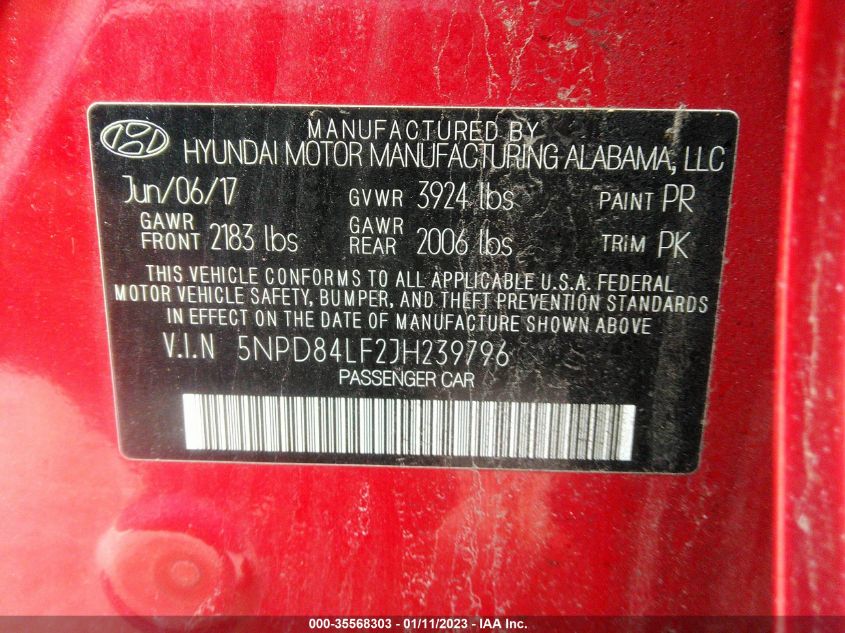 MANUFACTURED BY
HYUNDAI MOTOR MANUFACTURING ALABAMA, LLC
Jun/06/17 GVWR 3924 lbs PAINT PR
GAWR FRONT 2183 lbs GAWR REAR 2006 lbs TRIM PK
THIS VEHICLE CONFORMS TO ALL APPLICABLE U.S.A. FEDERAL
MOTOR VEHICLE SAFETY, BUMPER, AND THEFT PREVENTION STANDARDS
IN EFFECT ON THE DATE OF MANUFACTURE SHOWN ABOVE
V.I.N 5NPD84LF2JH239796
PASSENGER CAR
000-35568303 - 01/11/2023 - IAA Inc.